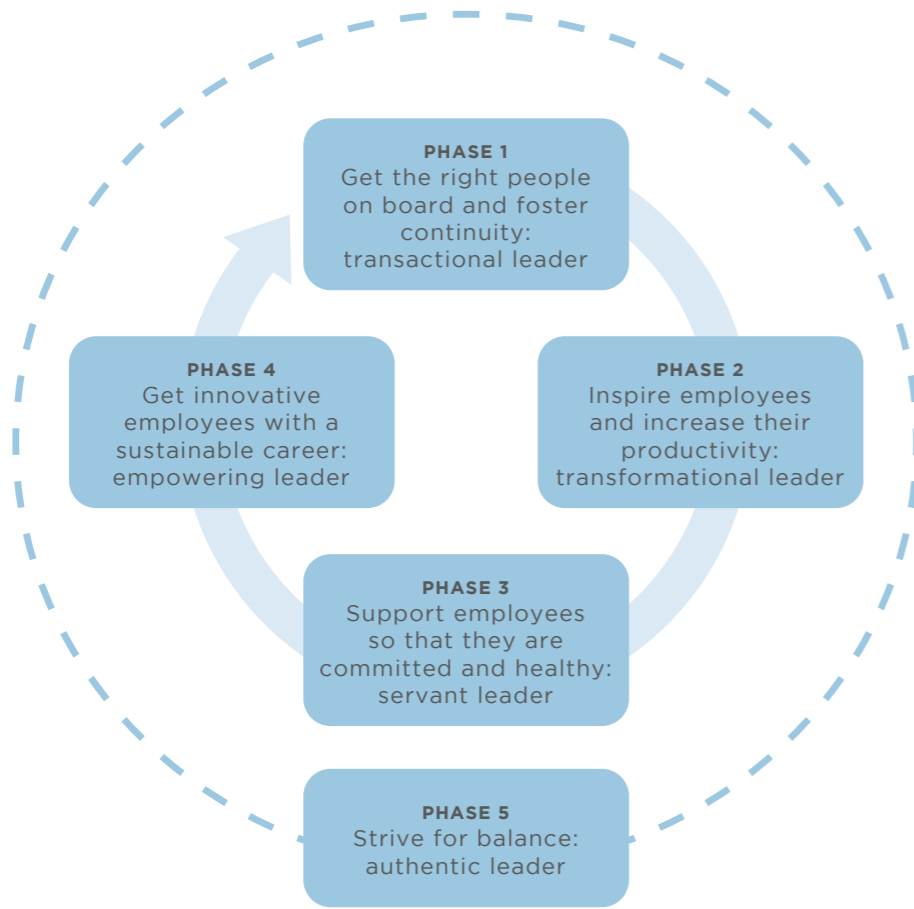 PHASE 1
Get the right people
on board and foster
continuity:
transactional leader
PHASE 2
Inspire employees
and increase their
productivity:
transformational leader
PHASE 3
Support employees
so that they are
committed and healthy:
servant leader
PHASE 4
Get innovative
employees with a
sustainable career:
empowering leader
PHASE 5
Strive for balance:
authentic leader